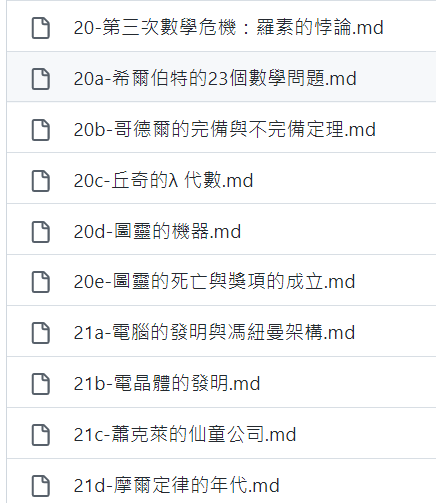 20-第三次數學危機：羅素的悖論.md
20a-希爾伯特的23個數學問題.md
20b-哥德爾的完備與不完備定理.md
20c-丘奇的λ 代數.md
20d-圖靈的機器.md
20e-圖靈的死亡與獎項的成立.md
21a-電腦的發明與馮紐曼架構.md
21b-電晶體的發明.md
21c-蕭克萊的仙童公司.md
21d-摩爾定律的年代.md